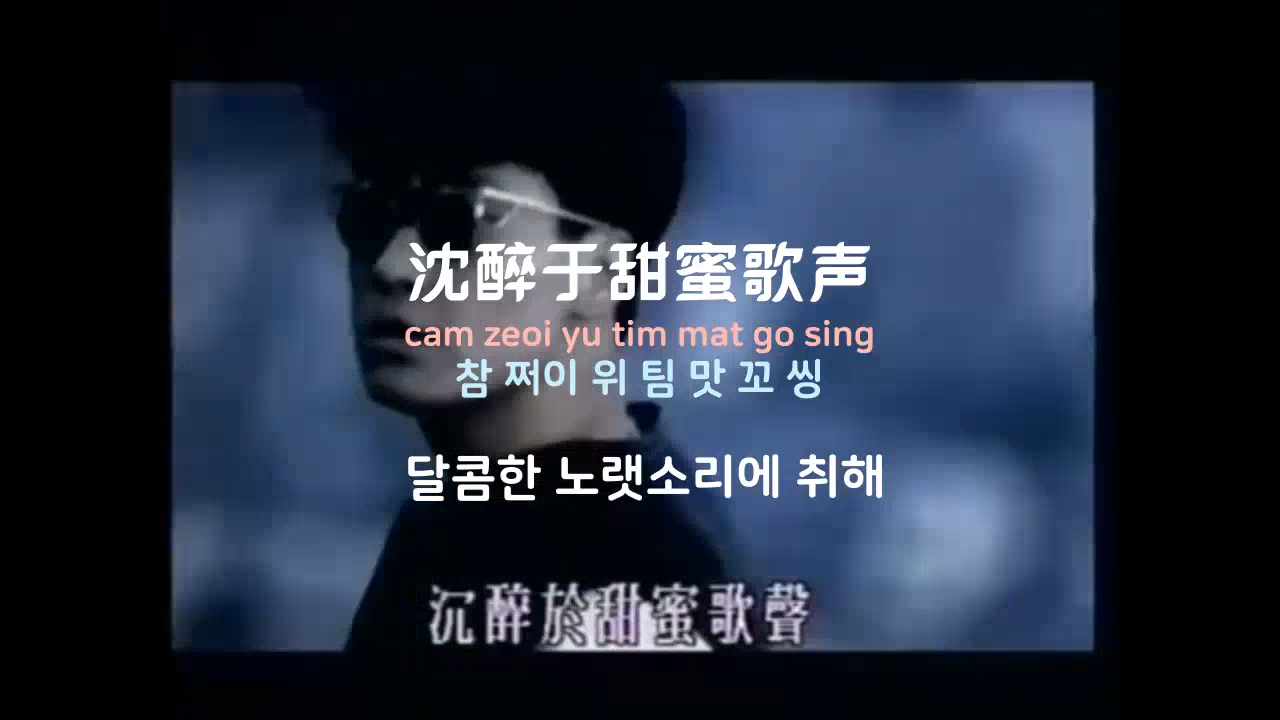 沈醉于甜蜜歌声
cam zeoi yu tim mat go sing
참 쩌이 위 팀 맛 꼬 씽
달콤한 노랫소리에 취해
沉醉於甜蜜歌聲